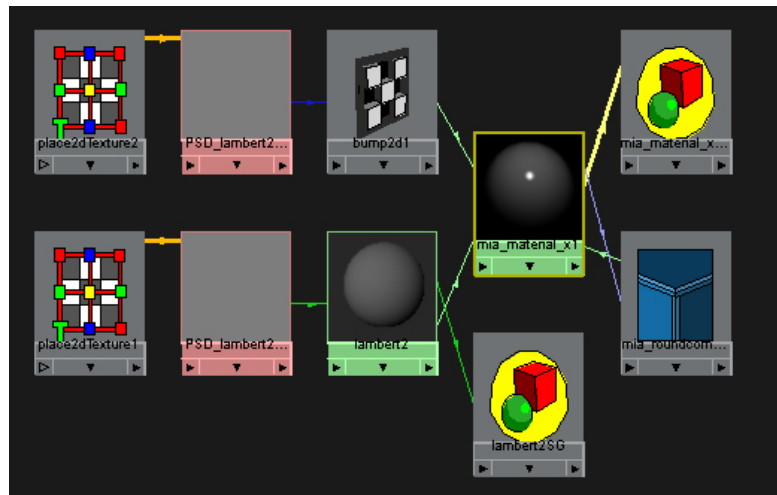 place2dTexture2
PSD_lambert2...
bump2d1
mia_material_x...
mia_material_x1
place2dTexture1
PSD_lambert2...
lambert2
mia_roundcorn...
lambert2SG